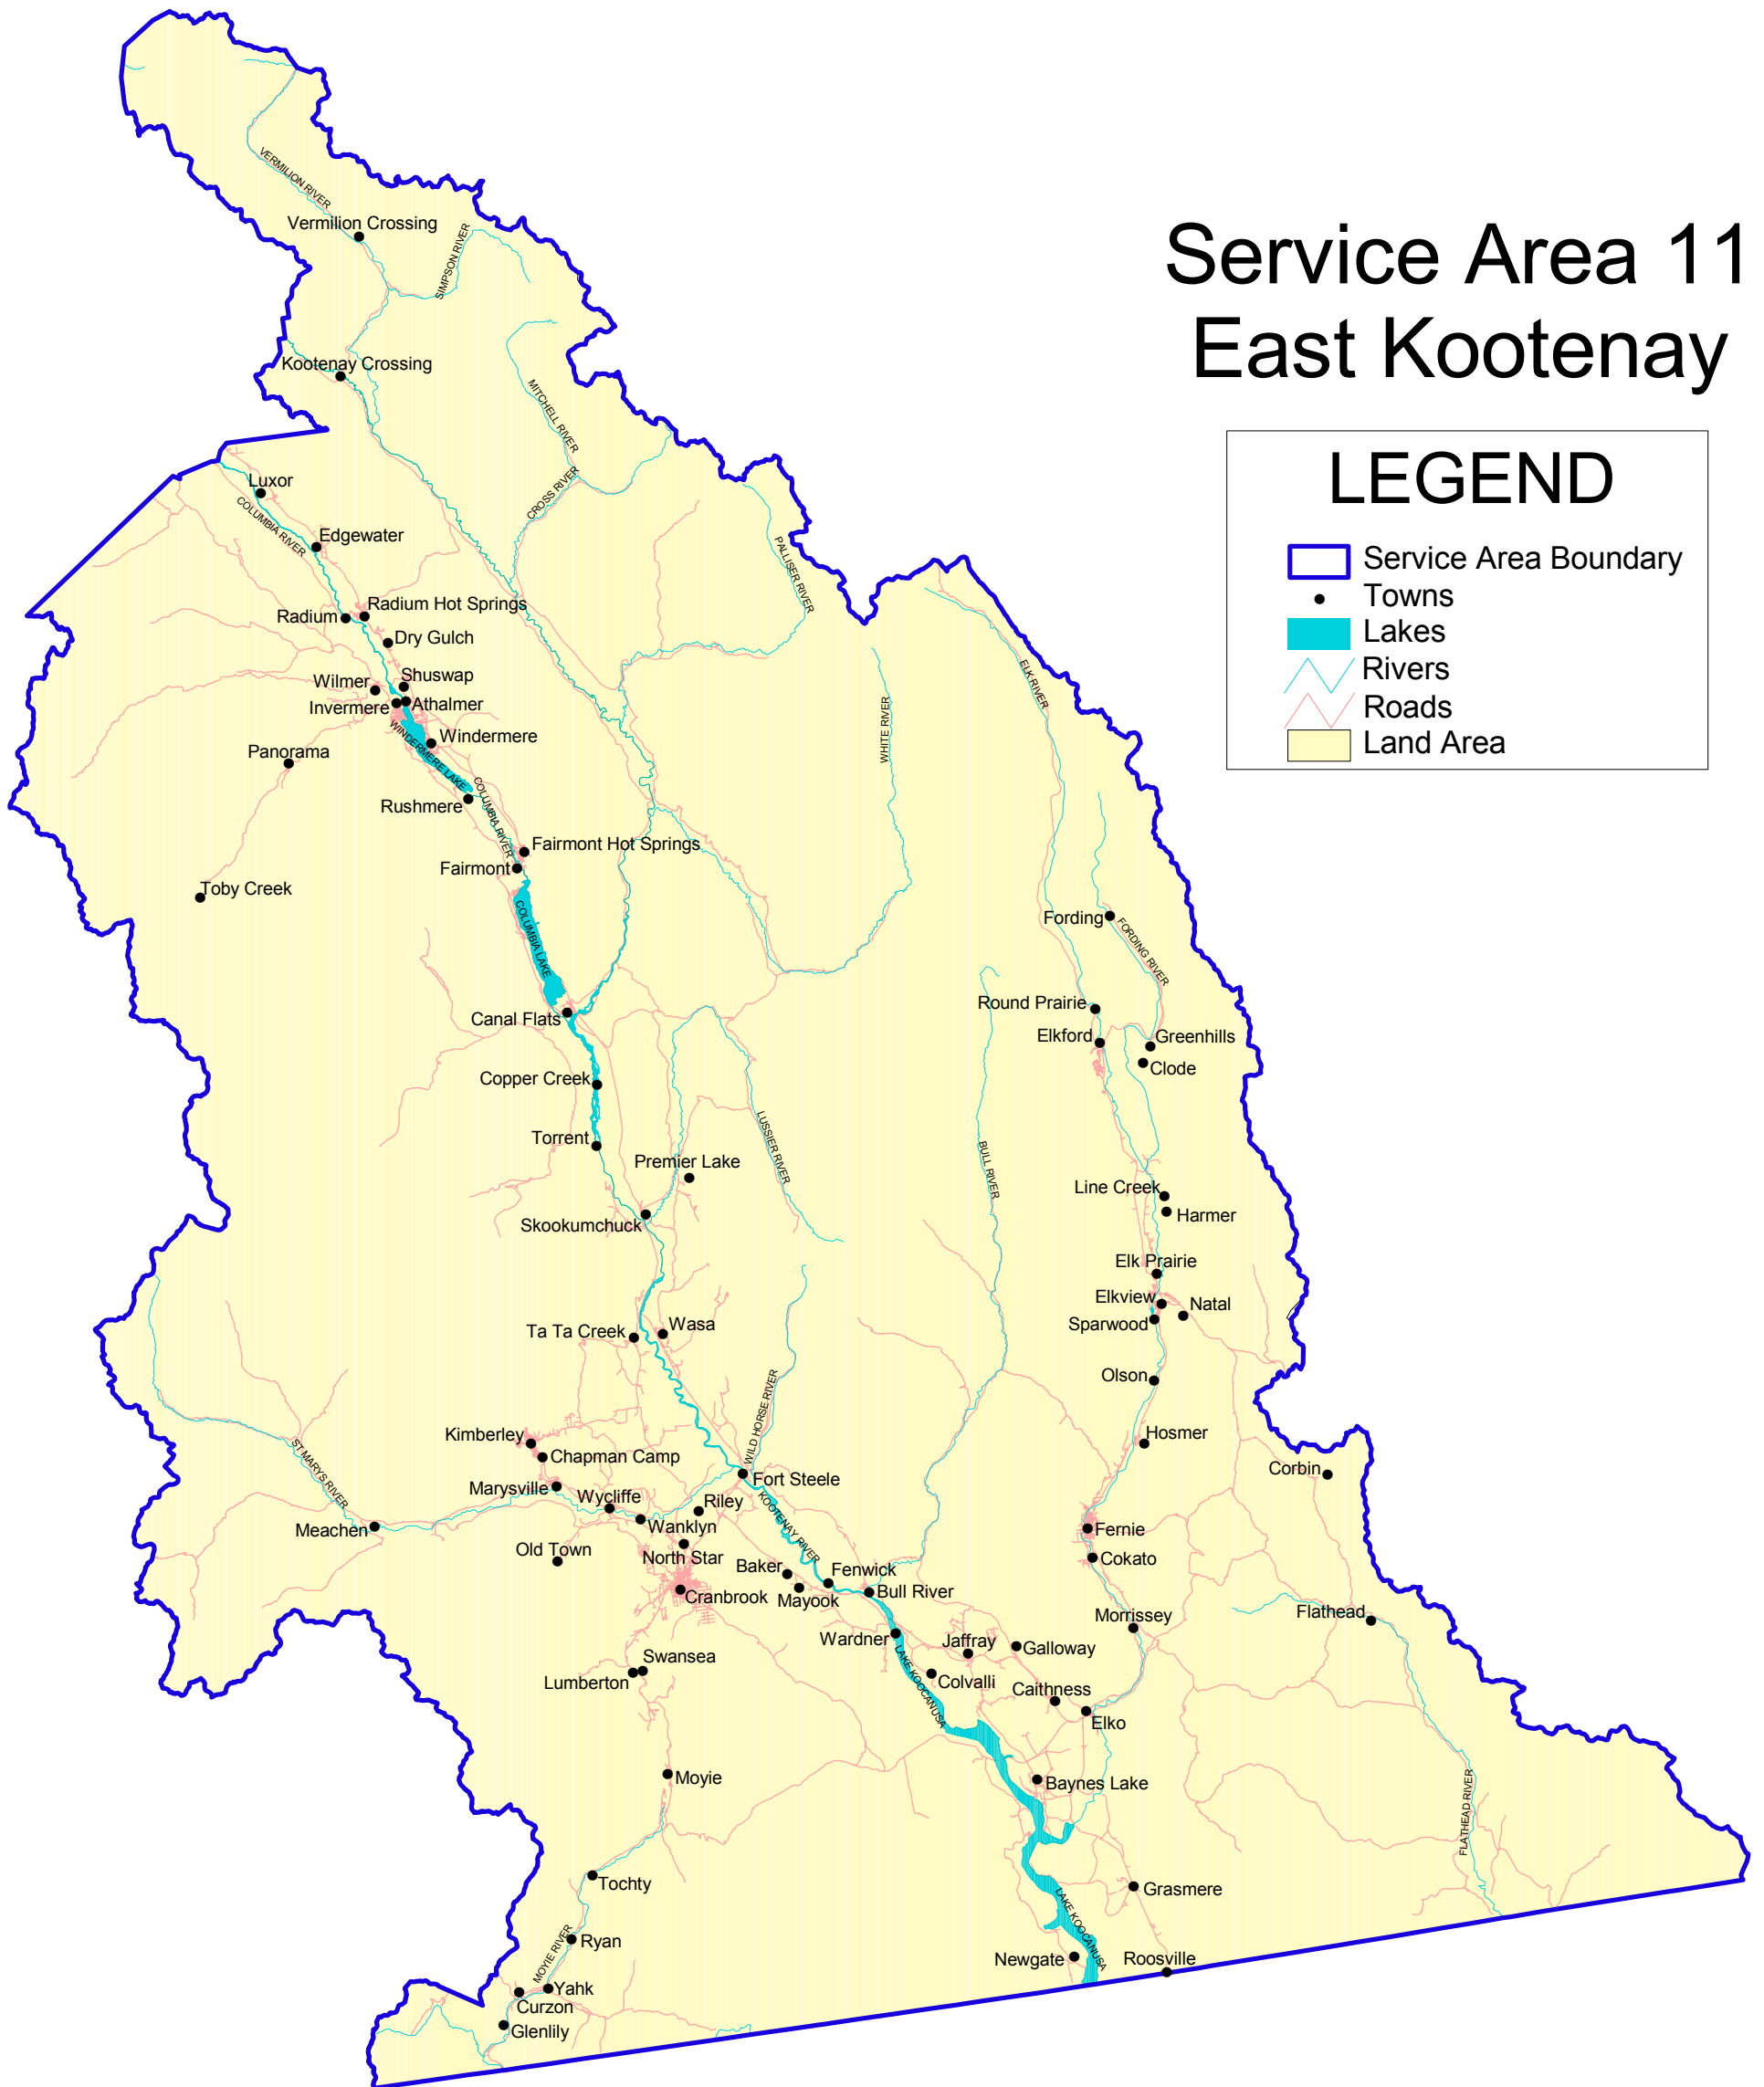 Service Area 11
East Kootenay
LEGEND
Service Area Boundary
Towns
Lakes
Rivers
Roads
Land Area
VERMILION RIVER
Vermilion Crossing
SIMPSON RIVER
Kootenay Crossing
MITCHELL RIVER
CROSS RIVER
Luxor
COLUMBIA RIVER
Edgewater
PALLISER RIVER
Radium Hot Springs
Radium
Dry Gulch
Shuswap
Wilmer
Invermere
Athalmer
WINDERMERE LAKE
Windermere
Panorama
Rushmere
COLUMBIA RIVER
ELK RIVER
WHITE RIVER
Fairmont Hot Springs
Fairmont
Toby Creek
COLUMBIA LAKE
Fording
FORDING RIVER
Canal Flats
Round Prairie
Elkford
Greenhills
Clode
Copper Creek
Torrent
LUSSIER RIVER
BULL RIVER
Premier Lake
Skookumchuck
Line Creek
Harmer
Elk Prairie
Elkview
Natal
Sparwood
Ta Ta Creek
Wasa
Olson
WILD HORSE RIVER
Kimberley
Chapman Camp
Hosmer
ST MARYS RIVER
Marysville
Fort Steele
Corbin
Wycliffe
Riley
KOOTENAY RIVER
Meachen
Wanklyn
Fernie
Old Town
North Star
Cokato
Baker
Fenwick
Cranbrook
Mayook
Bull River
Morrissey
Flathead
Wardner
Jaffray
Galloway
Swansea
Lumberton
LAKE KOOCANUSA
Colvalli
Caithness
Elko
Moyie
Baynes Lake
FLATHEAD RIVER
Tochty
Grasmere
LAKE KOOCANUSA
MOYIE RIVER
Ryan
Newgate
Roosville
Yahk
Curzon
Glenlily